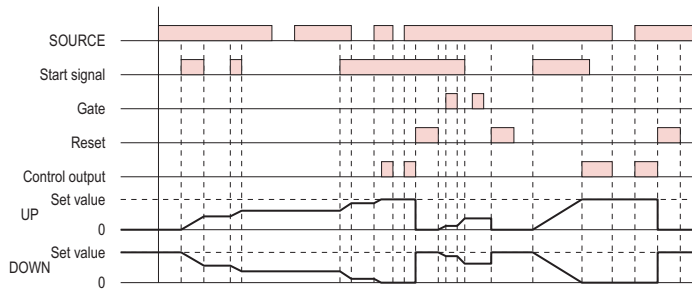 SOURCE
Start signal
Gate
Reset
Control output
Set value
UP
0
Set value
DOWN
0